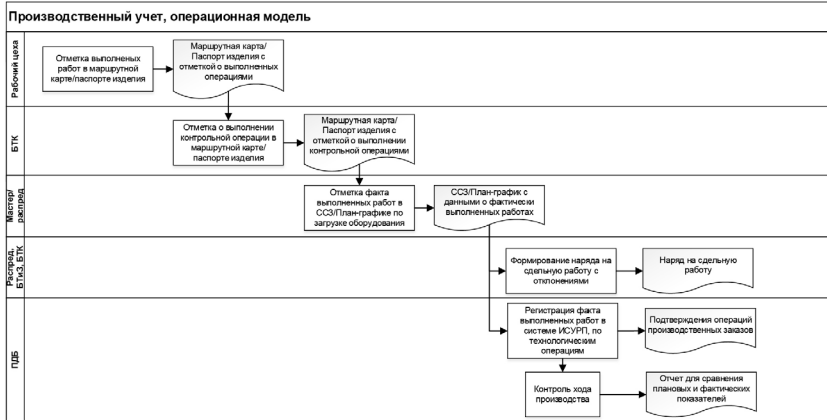 Производственный учет, операционная модель
Рабочий цеха
Отметка выполненых
работ в маршрутной
карте/паспорте изделия
Маршрутная карта/
Паспорт изделия с
отметкой о выполненных
операциями
БТК
Отметка о выполнении
контрольной операции в
маршрутной карте/
паспорте изделия
Маршрутная карта/
Паспорт изделия с
отметкой о выполнении
контрольной операциями
Мастер/
распред
Отметка факта
выполненных работ в
ССЗ/План-графике по
загрузке оборудования
ССЗ/План-график с
данными о фактически
выполненных работах
Распред,
БТиЗ, БТК
Формирование наряда на
сдельную работу с
отклонениями
Наряд на сдельную
работу
ПДБ
Регистрация факта
выполненных работ в
системе ИСУРП, по
технологическим
операциям
Подтверждения операций
производственных заказов
Контроль хода
производства
Отчет для сравнения
плановых и фактических
показателей